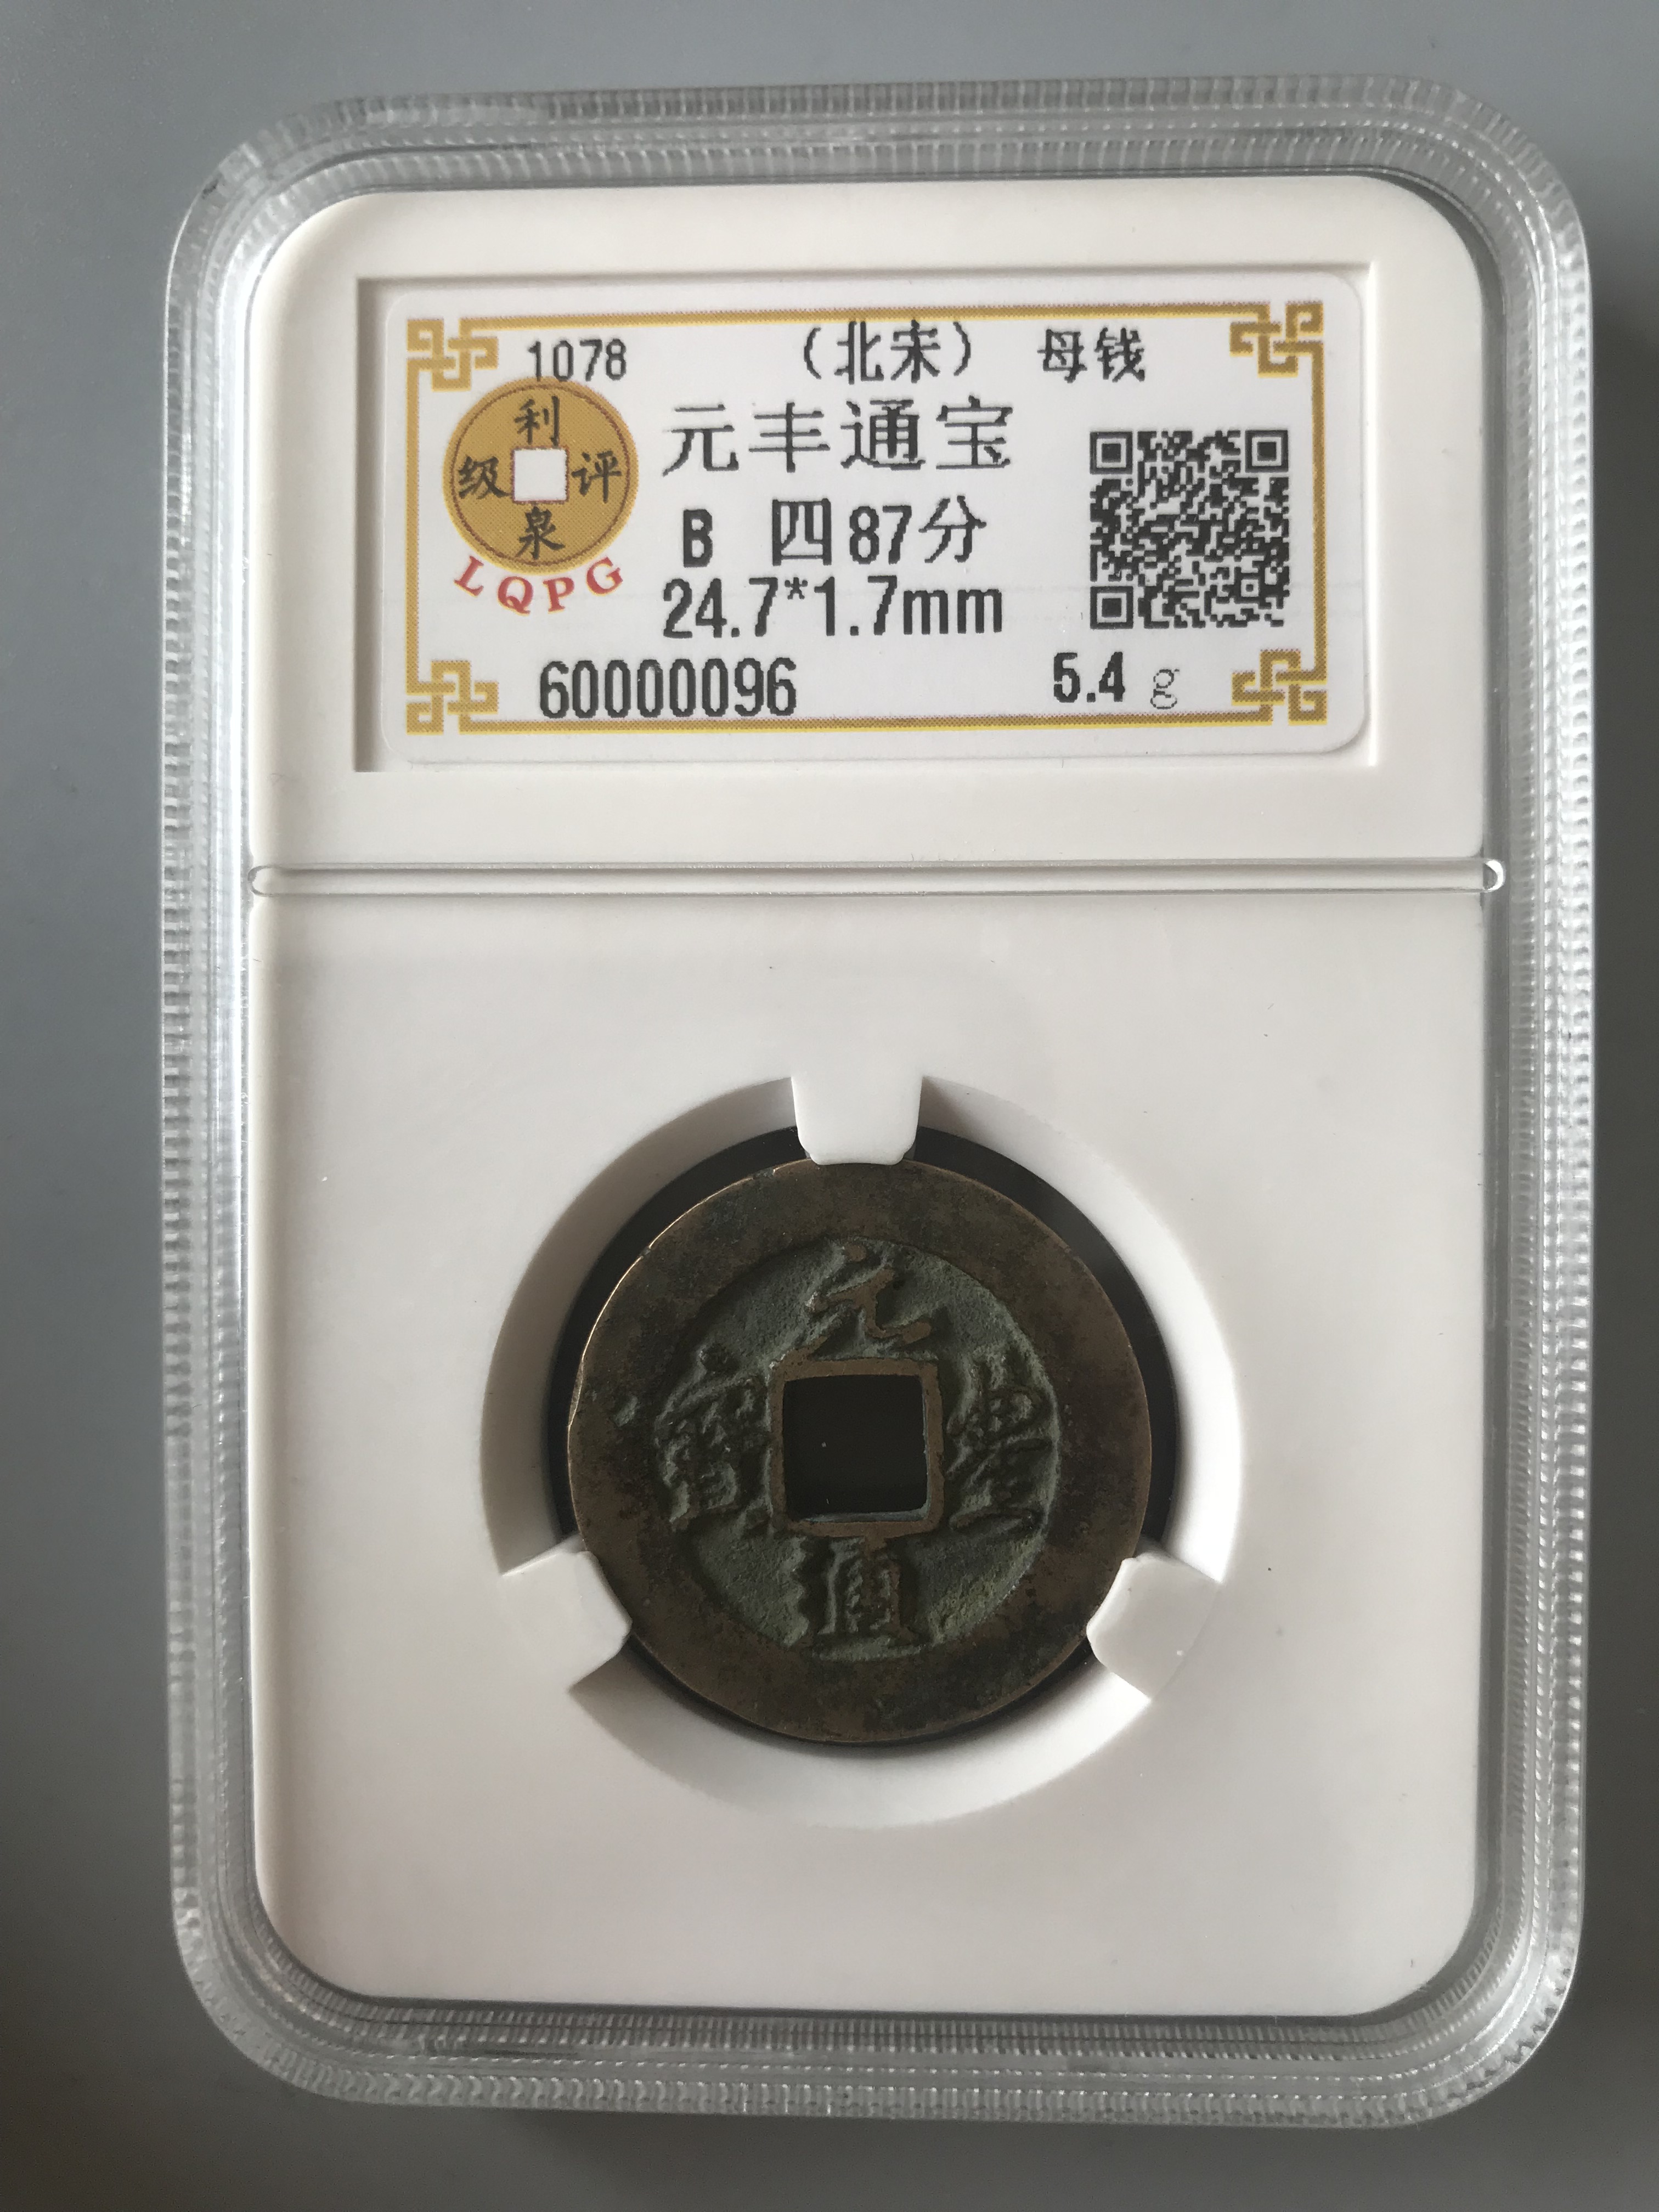 1078 （北宋） 母钱
利泉评级
LQPG
元丰通宝
B 四87分
24.7*1.7mm
60000096 5.4 g
元豐通寶